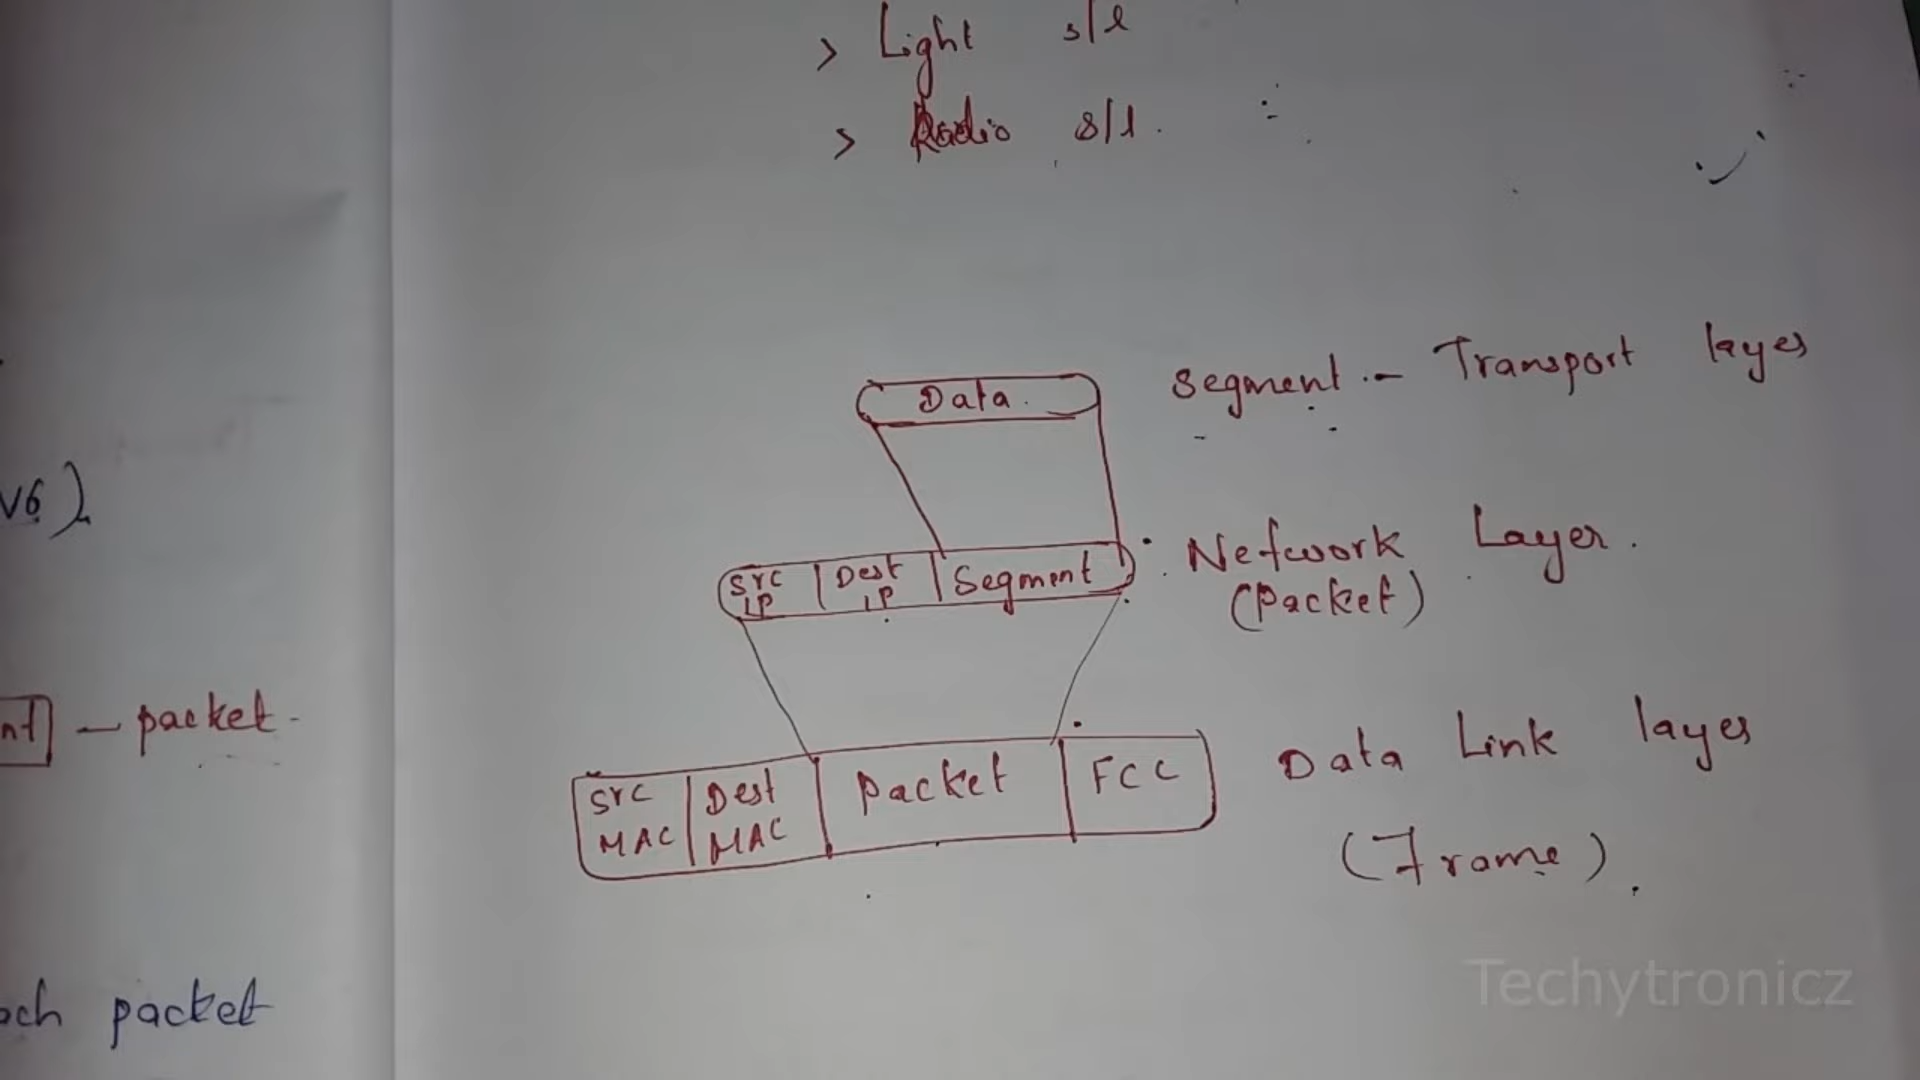 > Light s/l
> Radio s/l.
Data.
Segment :- Transport layer
Src IP | Dest IP | Segment
Network Layer.
(Packet)
Src MAC | Dest MAC | Packet | FCC
Data Link layer
(Frame).
V6).
nt - packet-
packet
Techytronicz